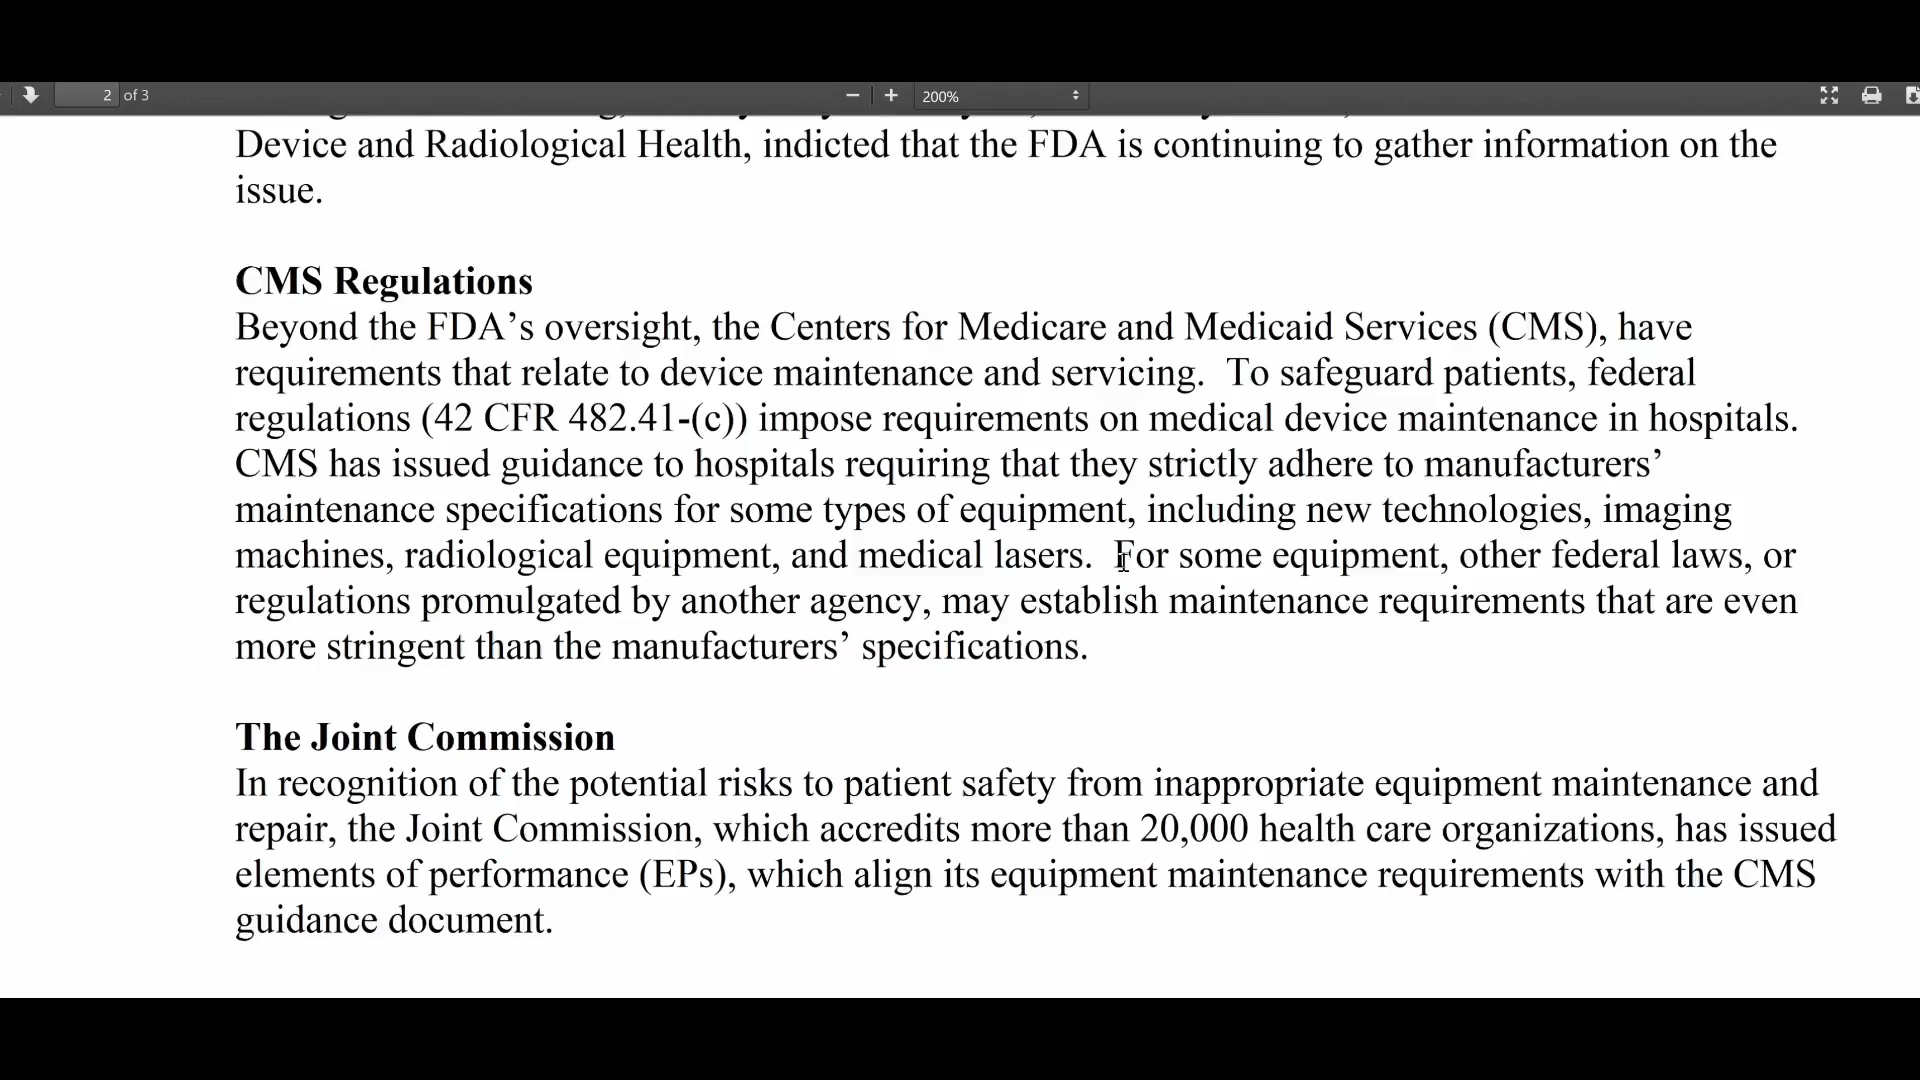 2 of 3
200%
Device and Radiological Health, indicted that the FDA is continuing to gather information on the
issue.
CMS Regulations
Beyond the FDA’s oversight, the Centers for Medicare and Medicaid Services (CMS), have
requirements that relate to device maintenance and servicing.  To safeguard patients, federal
regulations (42 CFR 482.41-(c)) impose requirements on medical device maintenance in hospitals.
CMS has issued guidance to hospitals requiring that they strictly adhere to manufacturers’
maintenance specifications for some types of equipment, including new technologies, imaging
machines, radiological equipment, and medical lasers.  For some equipment, other federal laws, or
regulations promulgated by another agency, may establish maintenance requirements that are even
more stringent than the manufacturers’ specifications.
The Joint Commission
In recognition of the potential risks to patient safety from inappropriate equipment maintenance and
repair, the Joint Commission, which accredits more than 20,000 health care organizations, has issued
elements of performance (EPs), which align its equipment maintenance requirements with the CMS
guidance document.